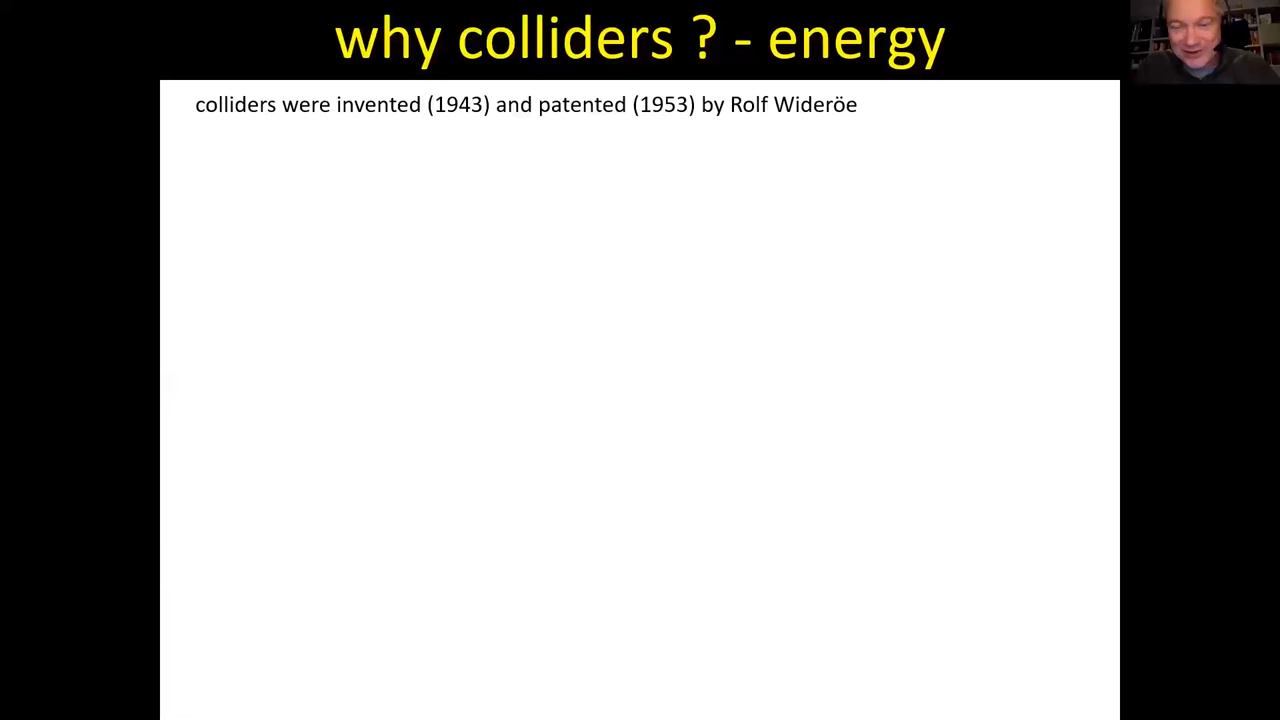 why colliders ? - energy
colliders were invented (1943) and patented (1953) by Rolf Wideröe